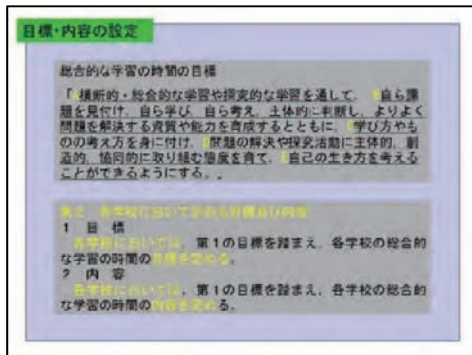 目標・内容の設定
総合的な学習の時間の目標
「横断的・総合的な学習や探究的な学習を通して、自ら課
題を見付け、自ら学び、自ら考え、主体的に判断し、よりよく
問題を解決する資質や能力を育成するとともに、学び方やも
のの考え方を身に付け、問題の解決や探究活動に主体的、創
造的、協同的に取り組む態度を育て、自己の生き方を考える
ことができるようにする。」
第2 各学校において定める目標及び内容
1 目 標
各学校においては、第1の目標を踏まえ、各学校の総合的
な学習の時間の目標を定める。
2 内 容
各学校においては、第1の目標を踏まえ、各学校の総合的
な学習の時間の内容を定める。